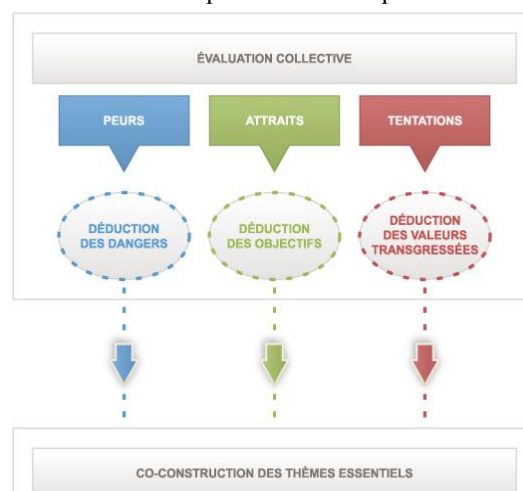 ÉVALUATION COLLECTIVE
PEURS
ATTRAITS
TENTATIONS
DÉDUCTION
DES DANGERS
DÉDUCTION
DES OBJECTIFS
DÉDUCTION
DES VALEURS
TRANSGRESSÉES
CO-CONSTRUCTION DES THÈMES ESSENTIELS